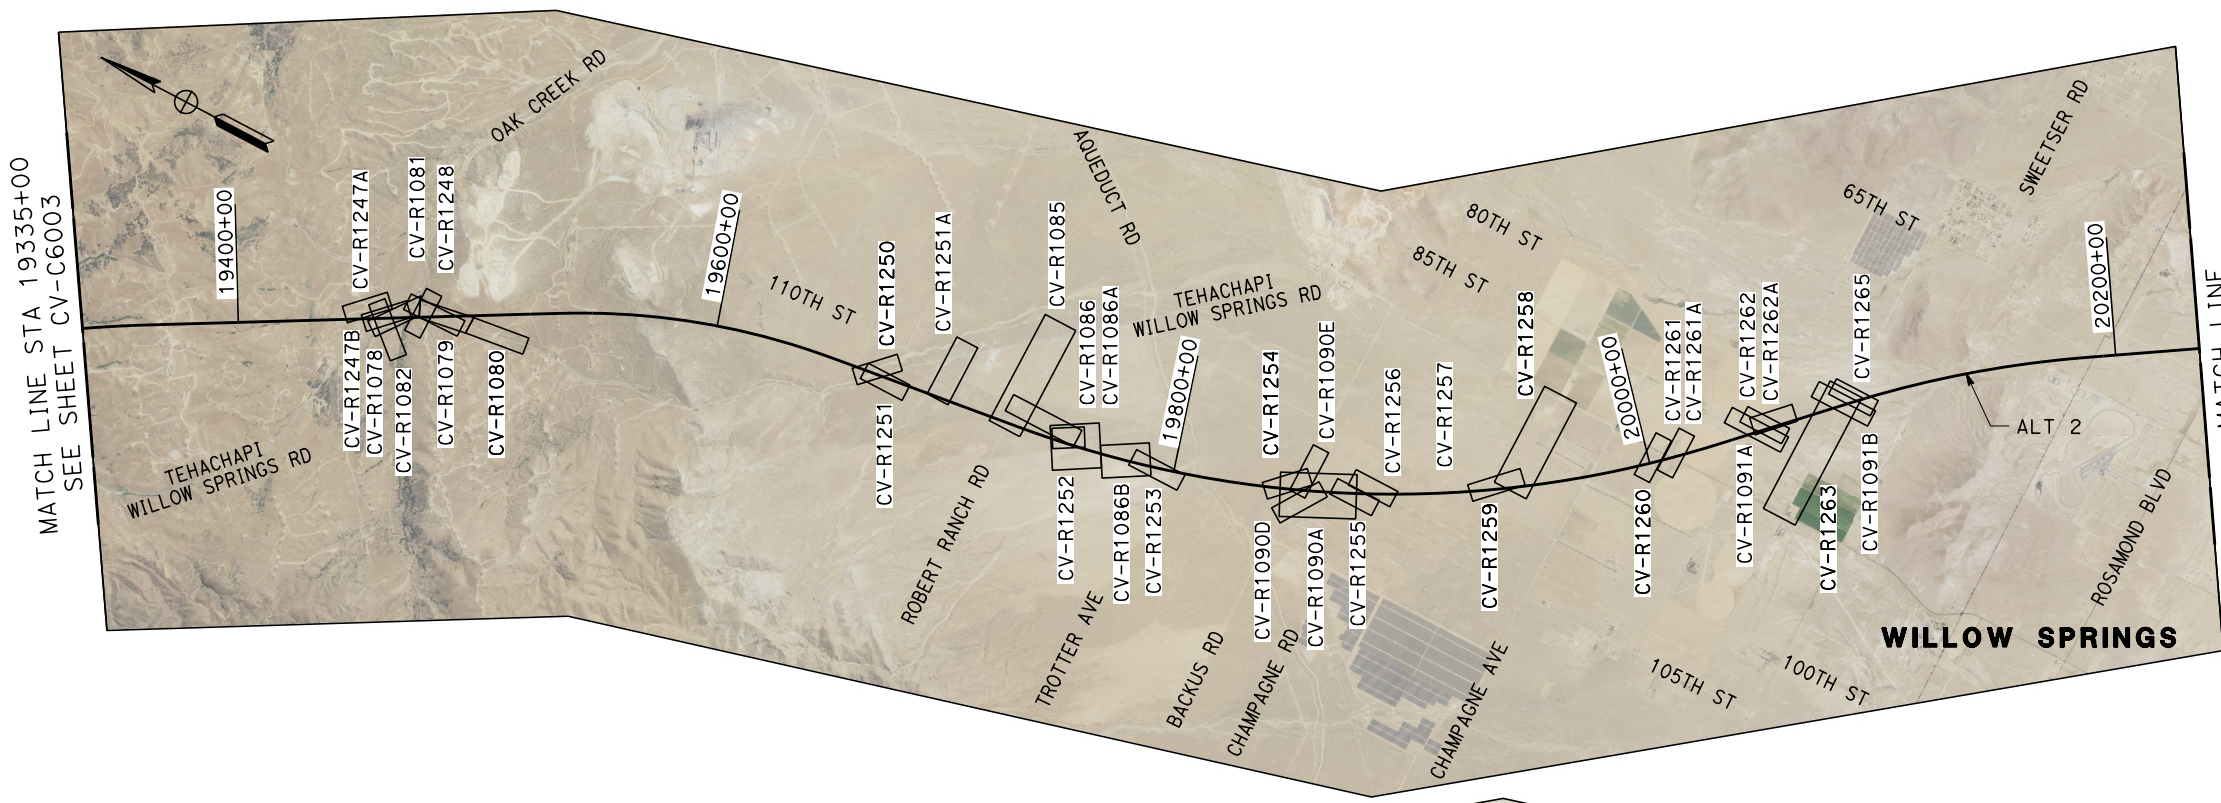 MATCH LINE STA 19335+00
SEE SHEET CV-C6003
19400+00
CV-R1247A
CV-R1081
CV-R1248
OAK CREEK RD
CV-R1247B
CV-R1078
CV-R1082
CV-R1079
CV-R1080
TEHACHAPI
WILLOW SPRINGS RD
19600+00
110TH ST
CV-R1250
CV-R1251
CV-R1251A
CV-R1085
AQUEDUCT RD
CV-R1086
CV-R1086A
TEHACHAPI
WILLOW SPRINGS RD
19800+00
ROBERT RANCH RD
CV-R1252
CV-R1086B
CV-R1253
TROTTER AVE
BACKUS RD
CHAMPAGNE RD
CV-R1254
CV-R1090E
CV-R1256
CV-R1257
CV-R1090D
CV-R1090A
CV-R1255
80TH ST
85TH ST
CV-R1258
CV-R1259
CHAMPAGNE AVE
20000+00
CV-R1260
CV-R1261
CV-R1261A
CV-R1262
CV-R1262A
CV-R1091A
CV-R1263
CV-R1265
CV-R1091B
105TH ST
100TH ST
65TH ST
SWEETSER RD
20200+00
ALT 2
ROSAMOND BLVD
WILLOW SPRINGS
MATCH LINE